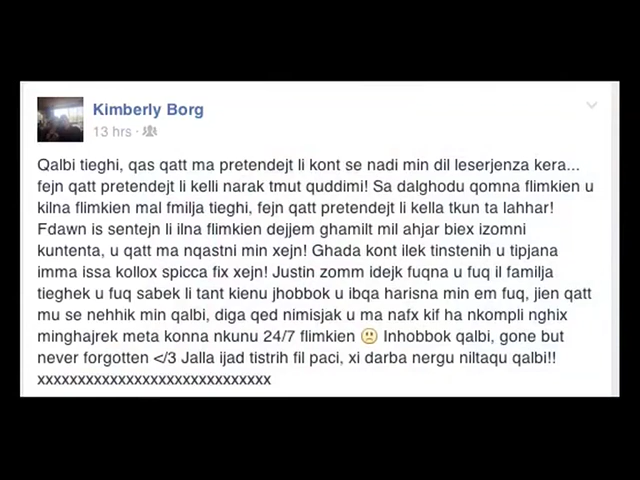 Kimberly Borg
13 hrs ·
Qalbi tieghi, qas qatt ma pretendejt li kont se nadi min dil leserjenza kera...
fejn qatt pretendejt li kelli narak tmut quddimi! Sa dalghodu qomna flimkien u
kilna flimkien mal fmilja tieghi, fejn qatt pretendejt li kella tkun ta lahhar!
Fdawn is sentejn li ilna flimkien dejjem ghamilt mil ahjar biex izomni
kuntenta, u qatt ma nqastni min xejn! Ghada kont ilek tinstenih u tipjana
imma issa kollox spicca fix xejn! Justin zomm idejk fuqna u fuq il familja
tieghek u fuq sabek li tant kienu jhobbok u ibqa harisna min em fuq, jien qatt
mu se nehhik min qalbi, diga qed nimisjak u ma nafx kif ha nkompli nghix
minghajrek meta konna nkunu 24/7 flimkien 🙁 Inhobbok qalbi, gone but
never forgotten </3 Jalla ijad tistrih fil paci, xi darba nergu niltaqu qalbi!!
xxxxxxxxxxxxxxxxxxxxxxxxxxxxx